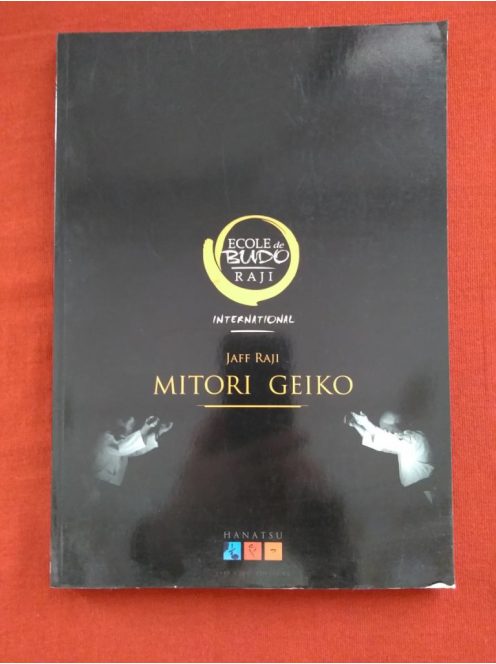 ECOLE de
BUDO
RAJI
INTERNATIONAL
JAFF RAJI
MITORI GEIKO
HANATSU